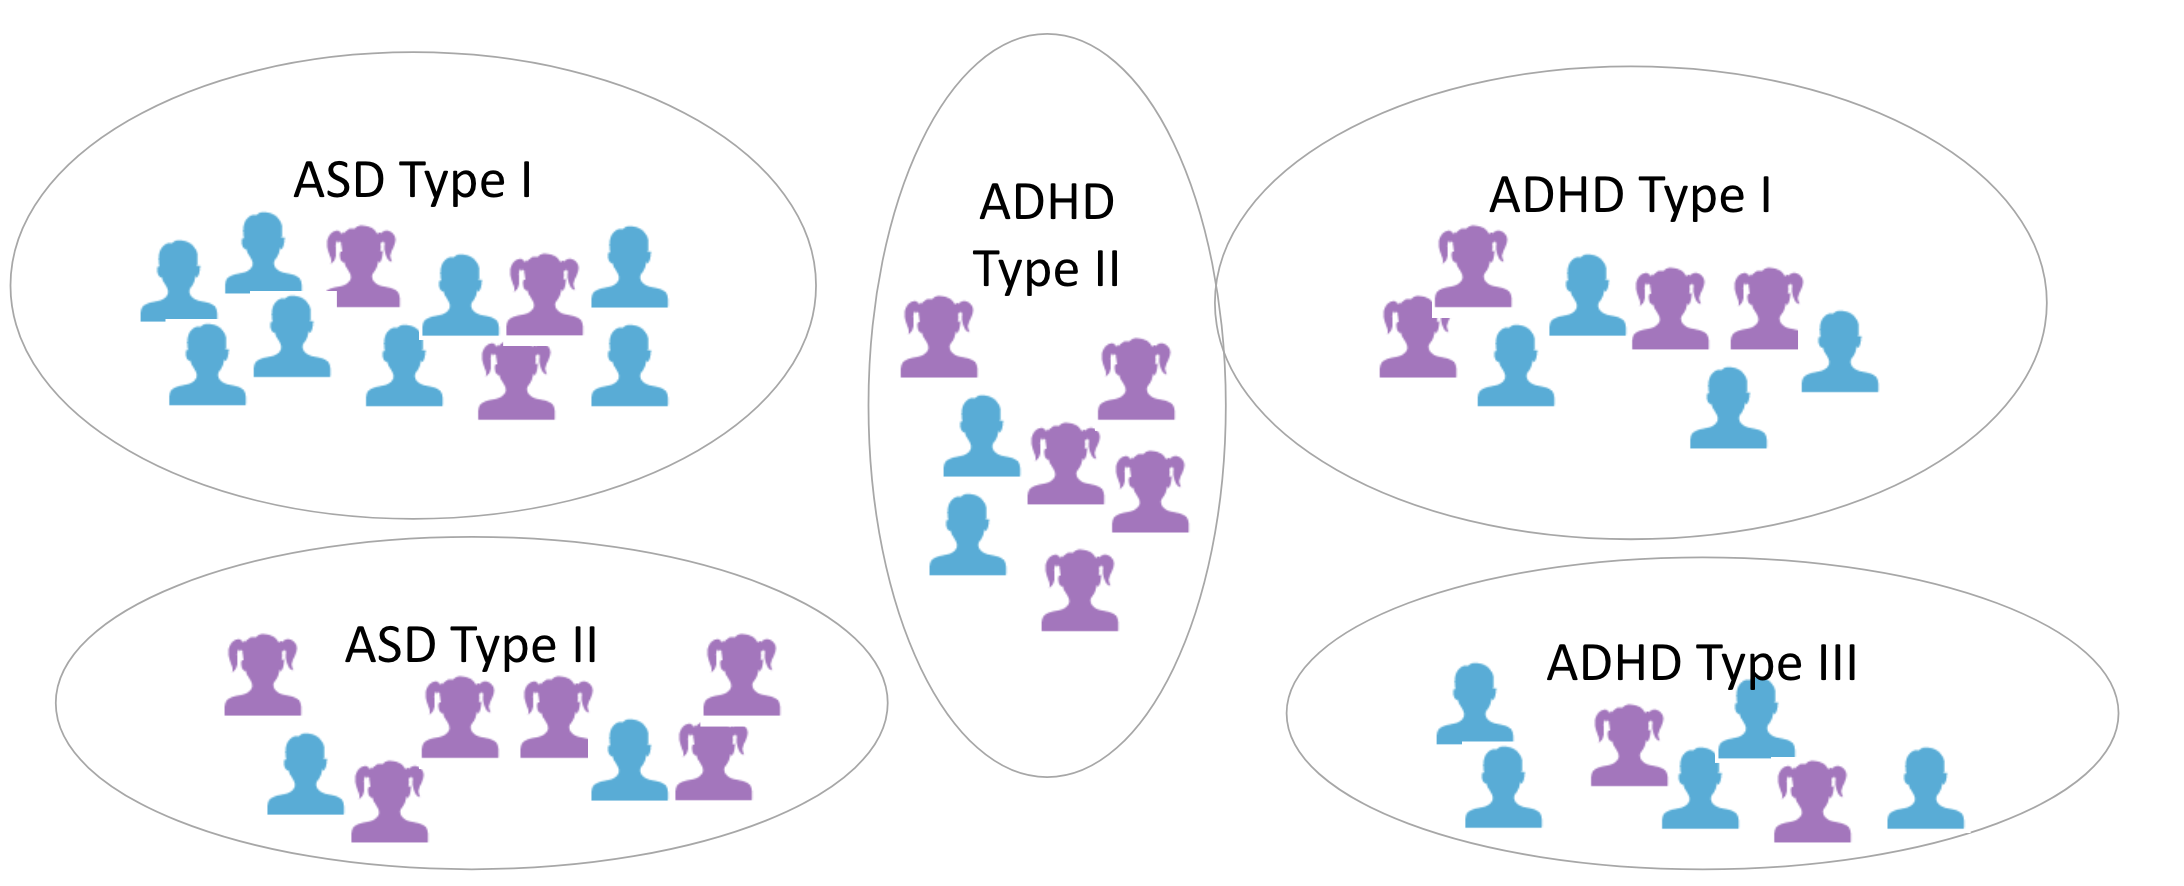 ASD Type I
ADHD
Type II
ADHD Type I
ASD Type II
ADHD Type III